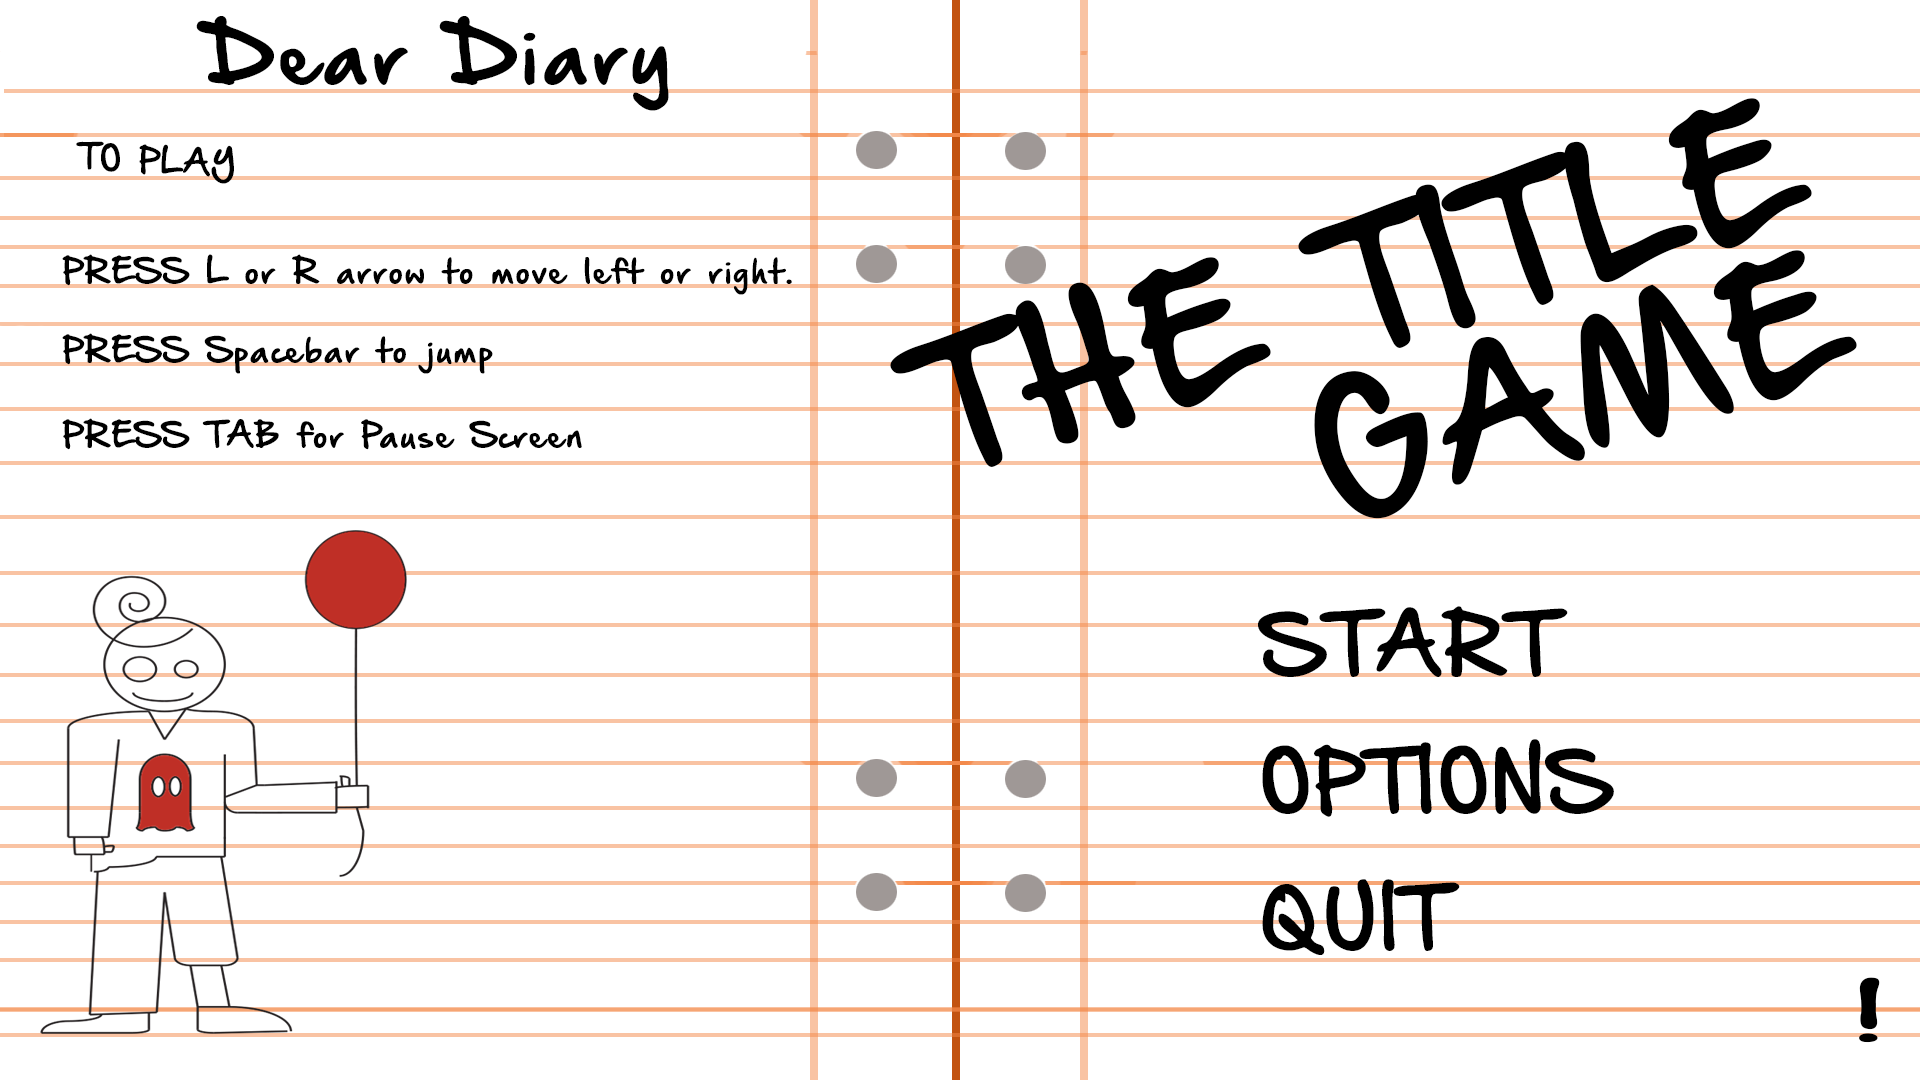 Dear Diary
TO PLAY
PRESS L or R arrow to move left or right.
PRESS Spacebar to jump
PRESS TAB for Pause Screen
THE TITLE
GAME
START
OPTIONS
QUIT
!